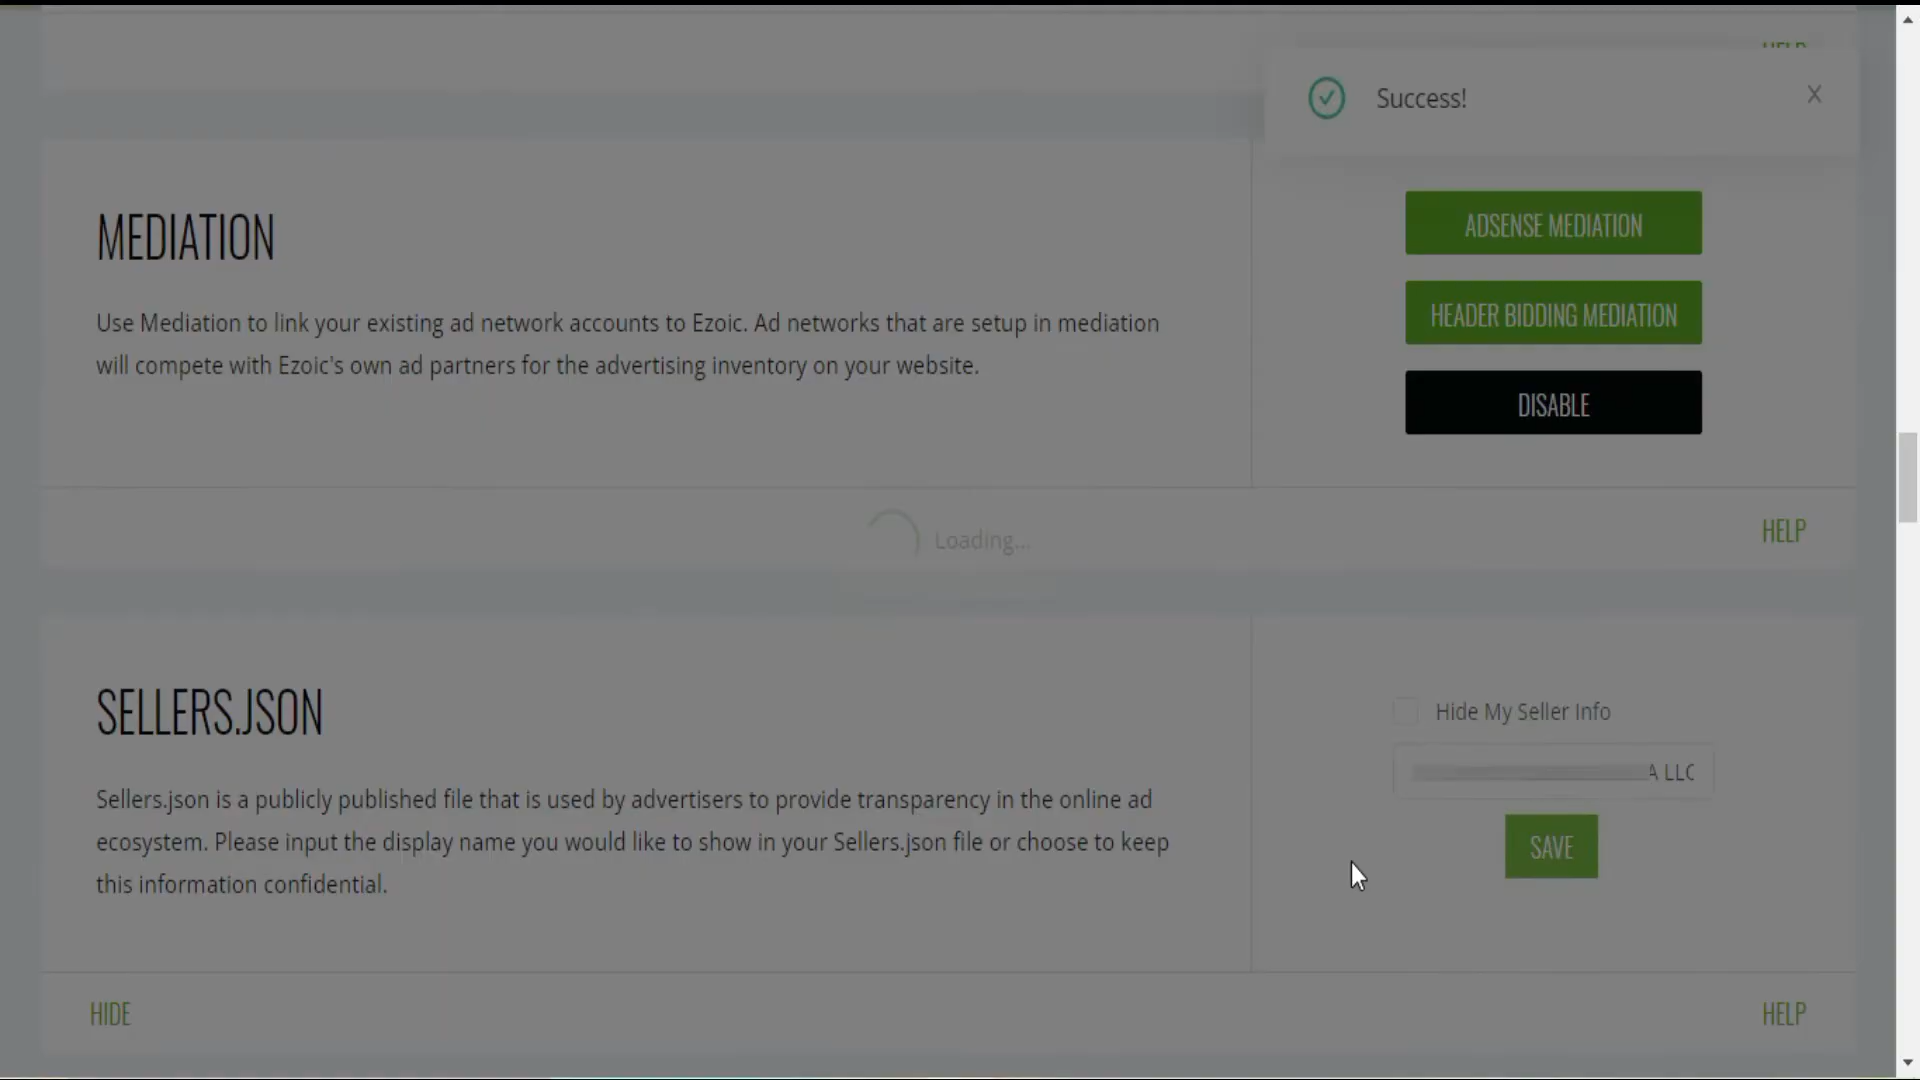 HELP
Success!
X
MEDIATION
ADSENSE MEDIATION
Use Mediation to link your existing ad network accounts to Ezoic. Ad networks that are setup in mediation
will compete with Ezoic's own ad partners for the advertising inventory on your website.
HEADER BIDDING MEDIATION
DISABLE
Loading...
HELP
SELLERS.JSON
Hide My Seller Info
Sellers.json is a publicly published file that is used by advertisers to provide transparency in the online ad
ecosystem. Please input the display name you would like to show in your Sellers.json file or choose to keep
this information confidential.
A LLC
SAVE
HIDE
HELP